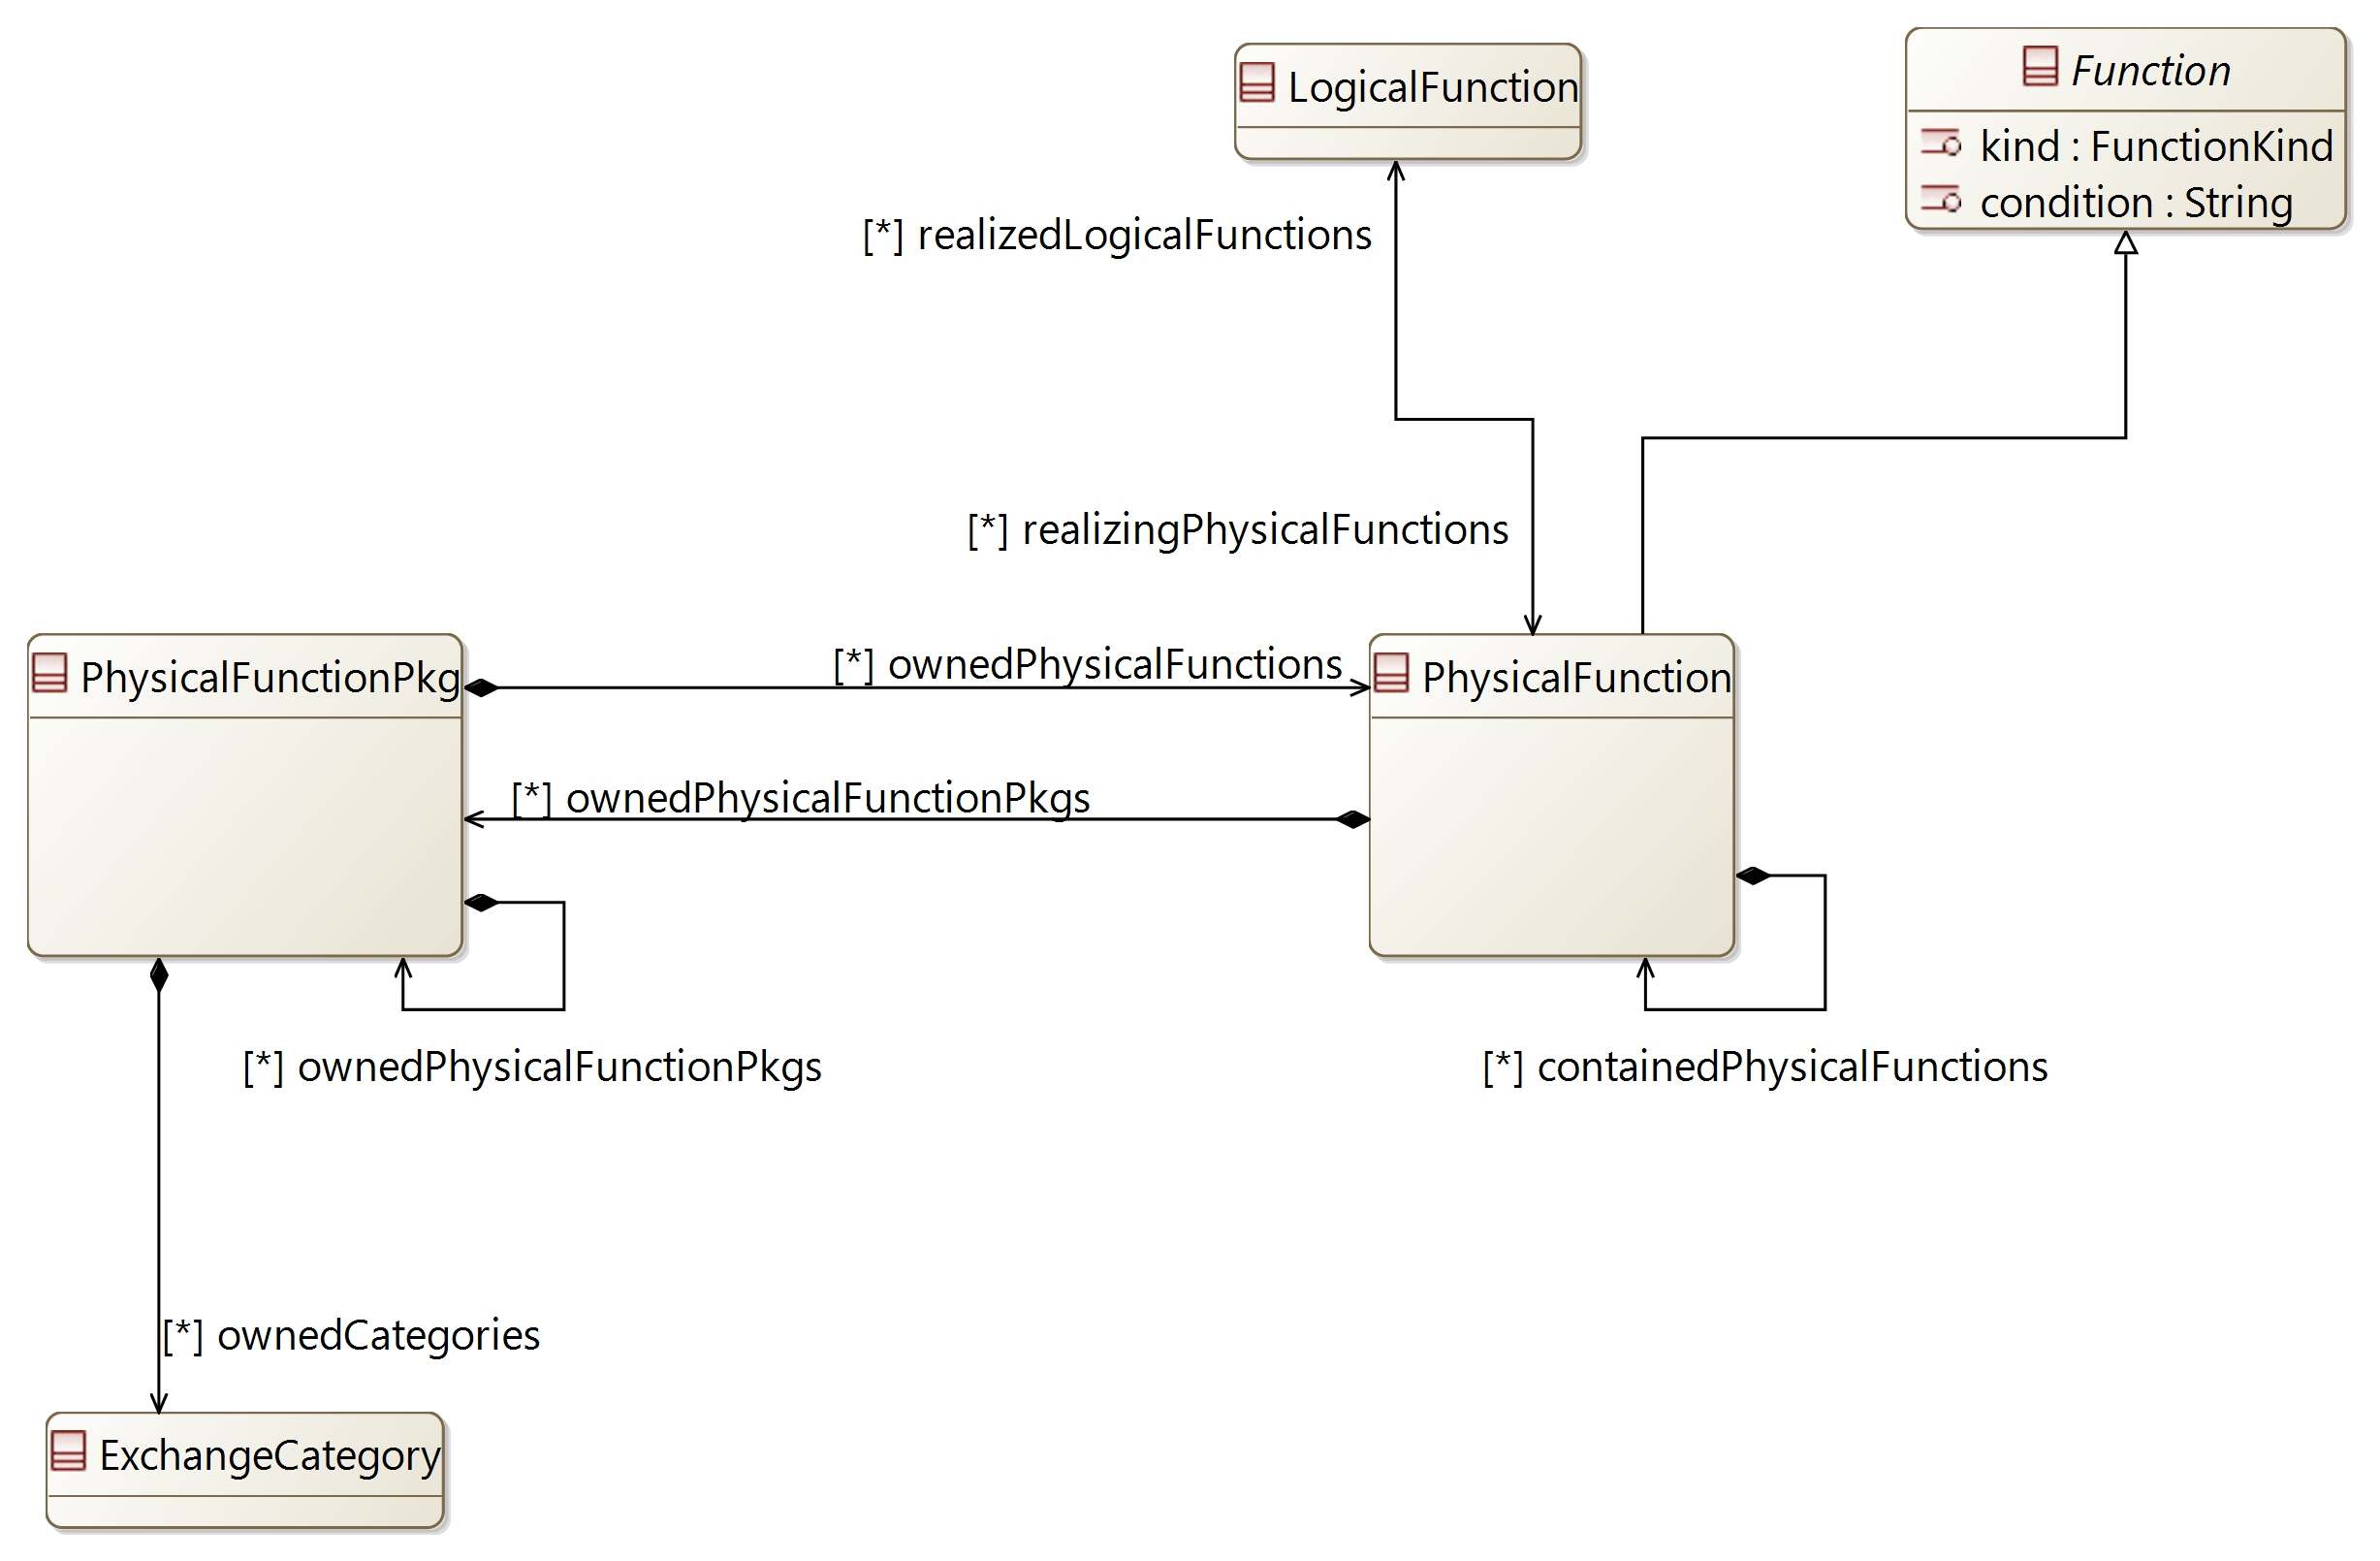 LogicalFunction
Function
kind : FunctionKind
condition : String
[*] realizedLogicalFunctions
[*] realizingPhysicalFunctions
PhysicalFunctionPkg
[*] ownedPhysicalFunctions
PhysicalFunction
[*] ownedPhysicalFunctionPkgs
[*] ownedPhysicalFunctionPkgs
[*] containedPhysicalFunctions
[*] ownedCategories
ExchangeCategory